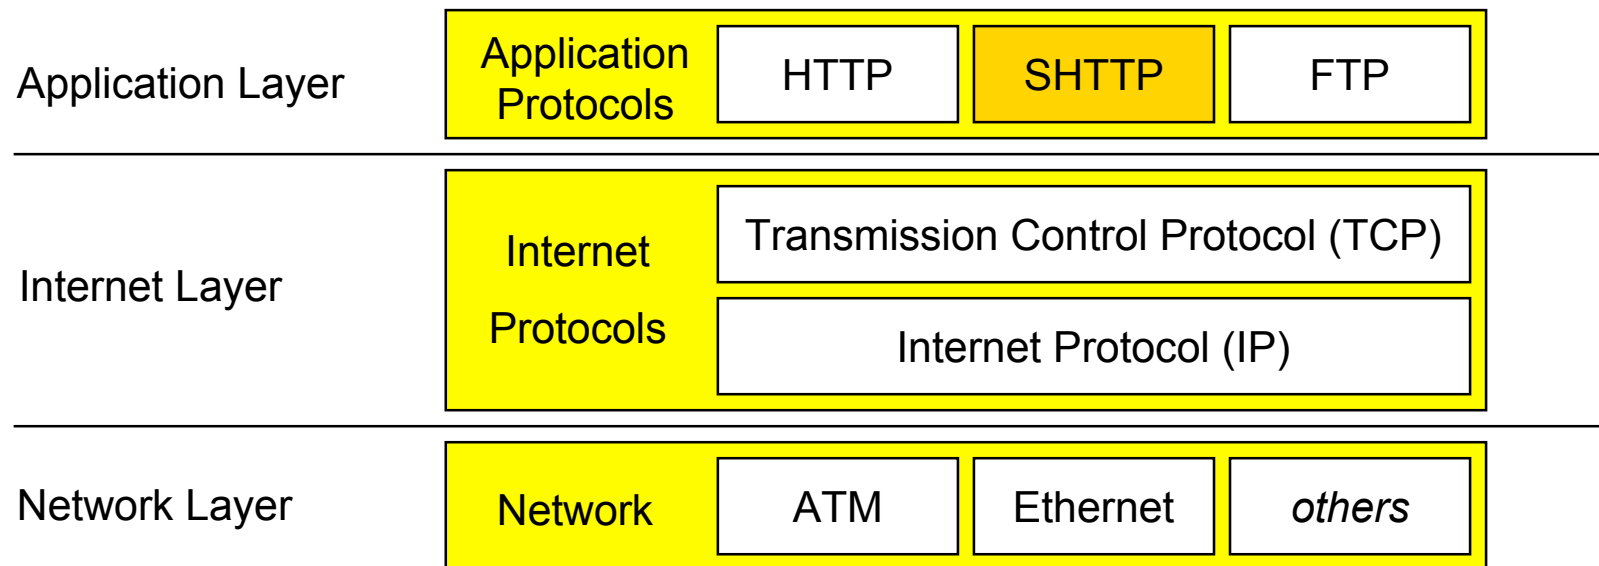 Application Layer
Application
Protocols
HTTP
SHTTP
FTP
Internet Layer
Internet
Protocols
Transmission Control Protocol (TCP)
Internet Protocol (IP)
Network Layer
Network
ATM
Ethernet
others